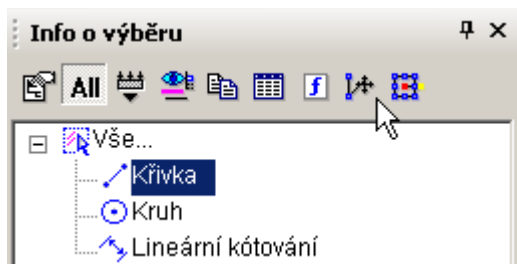 Info o výběru
All f
Vše...
Křivka
Kruh
Lineární kótování